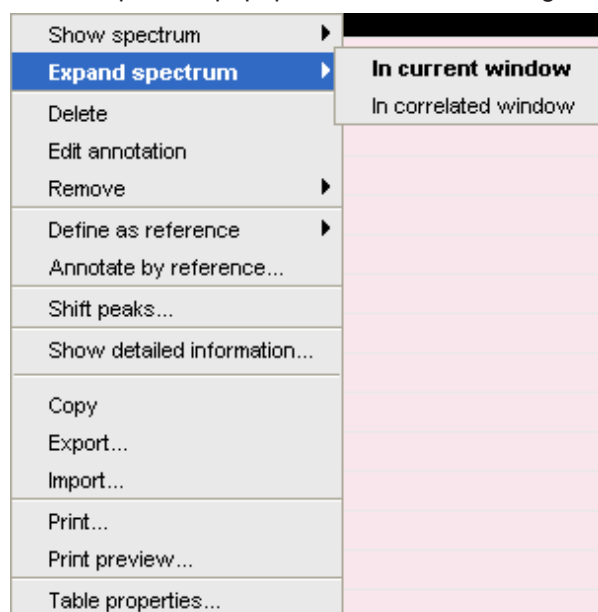 Show spectrum
Expand spectrum
In current window
In correlated window
Delete
Edit annotation
Remove
Define as reference
Annotate by reference...
Shift peaks...
Show detailed information...
Copy
Export...
Import...
Print...
Print preview...
Table properties...